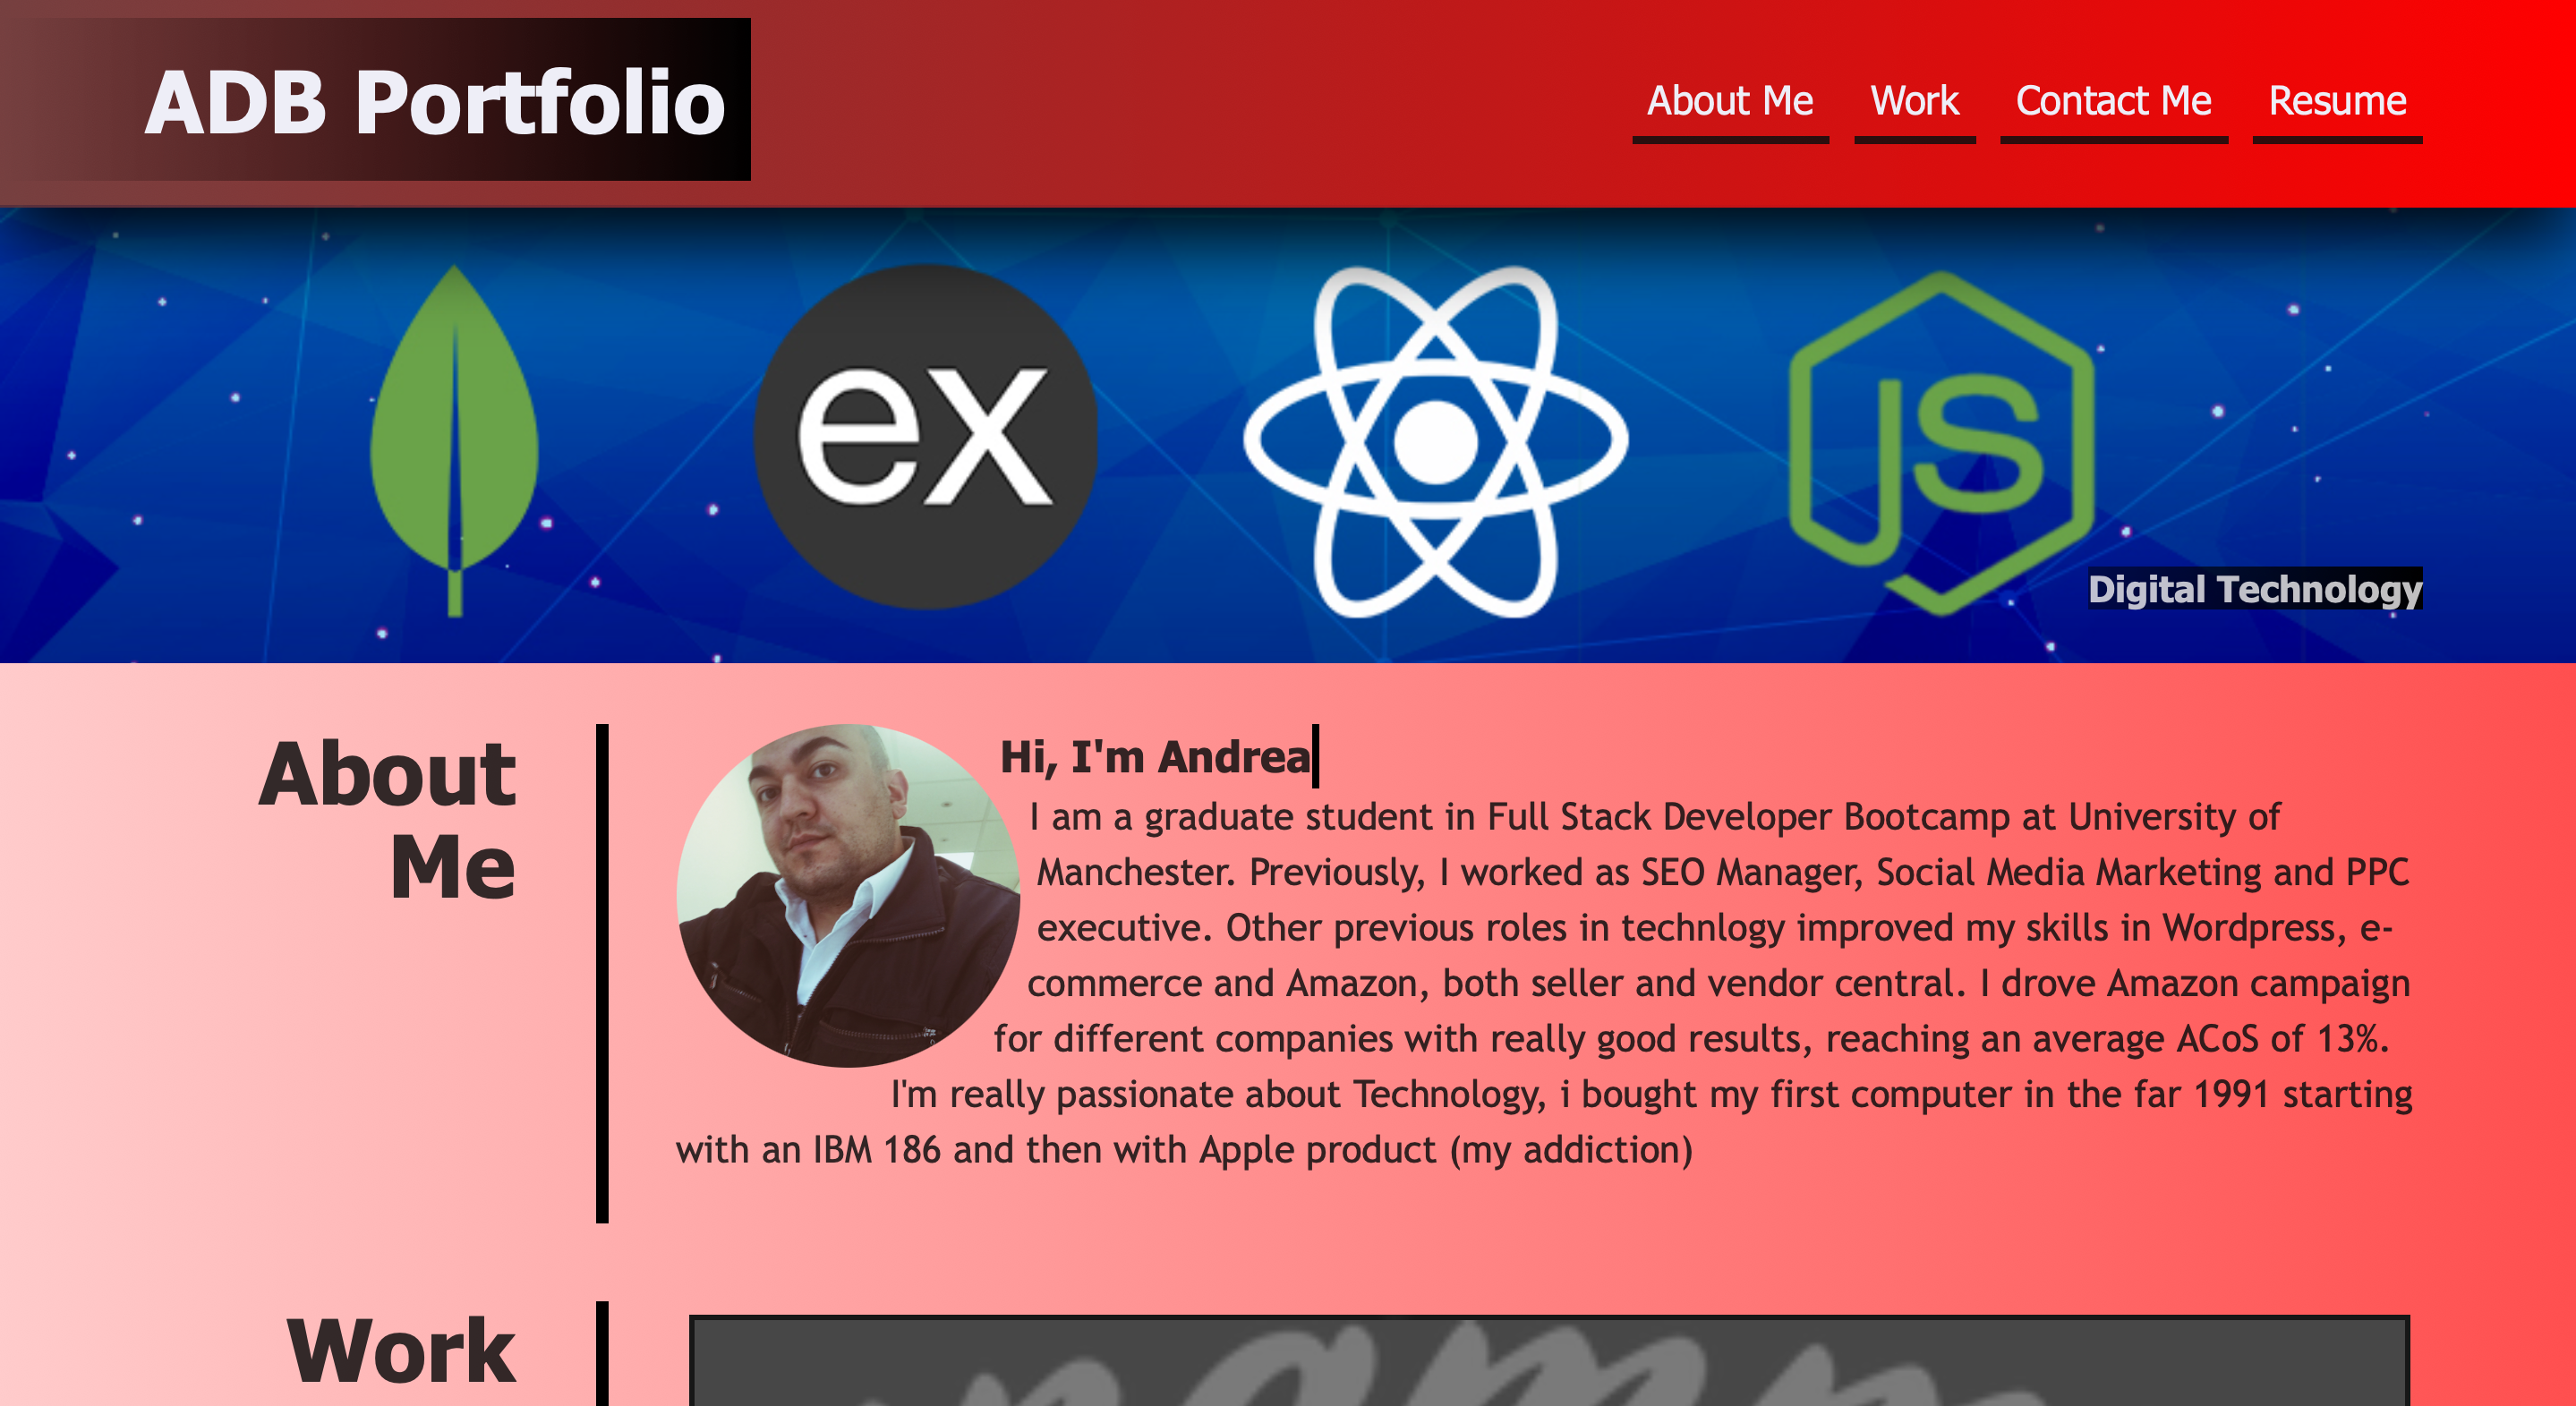 ADB Portfolio
About Me
Work
Contact Me
Resume
ex
JS
Digital Technology
About
Me
Hi, I'm Andrea
I am a graduate student in Full Stack Developer Bootcamp at University of
Manchester. Previously, I worked as SEO Manager, Social Media Marketing and PPC
executive. Other previous roles in technlogy improved my skills in Wordpress, e-
commerce and Amazon, both seller and vendor central. I drove Amazon campaign
for different companies with really good results, reaching an average ACoS of 13%.
I'm really passionate about Technology, i bought my first computer in the far 1991 starting
with an IBM 186 and then with Apple product (my addiction)
Work